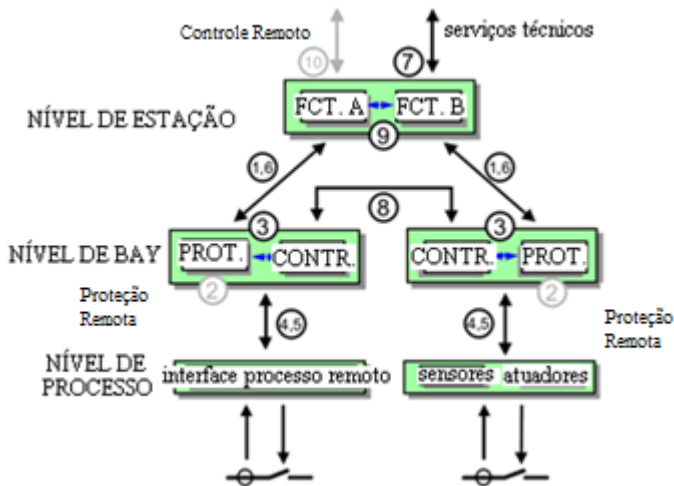 Controle Remoto
serviços técnicos
10
7
FCT. A
FCT. B
NÍVEL DE ESTAÇÃO
9
1,6
1,6
8
3
3
NÍVEL DE BAY
PROT.
CONTR.
CONTR.
PROT.
2
2
Proteção
Remota
4,5
4,5
Proteção
Remota
NÍVEL DE
PROCESSO
interface processo remoto
sensores atuadores